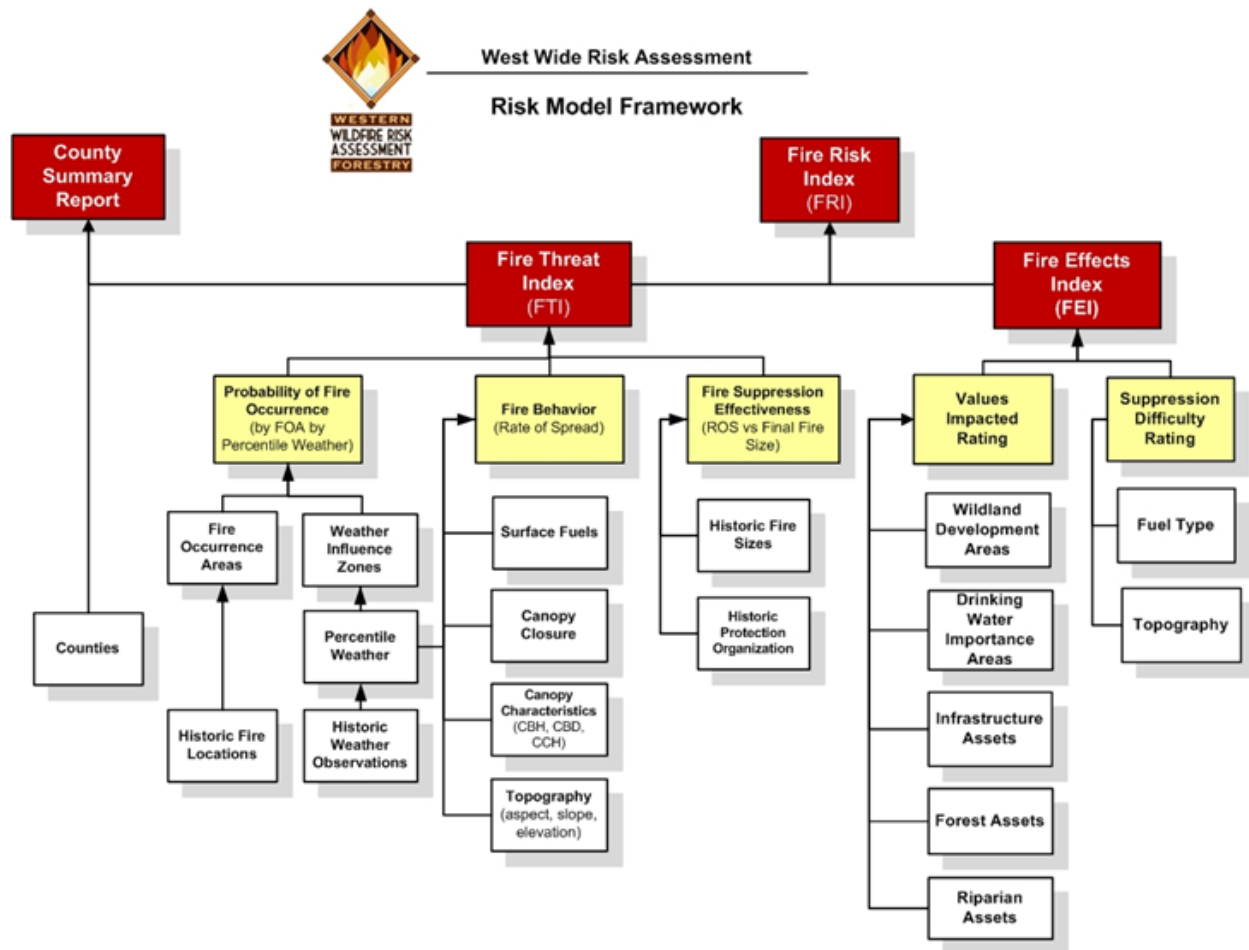 West Wide Risk Assessment
Risk Model Framework
WESTERN
WILDFIRE RISK
ASSESSMENT
FORESTRY
County
Summary
Report
Fire Risk
Index
(FRI)
Fire Threat
Index
(FTI)
Fire Effects
Index
(FEI)
Probability of Fire
Occurrence
(by FOA by
Percentile Weather)
Fire Behavior
(Rate of Spread)
Fire Suppression
Effectiveness
(ROS vs Final Fire
Size)
Values
Impacted
Rating
Suppression
Difficulty
Rating
Fire
Occurrence
Areas
Weather
Influence
Zones
Surface Fuels
Historic Fire
Sizes
Wildland
Development
Areas
Fuel Type
Counties
Percentile
Weather
Canopy
Closure
Historic
Protection
Organization
Drinking
Water
Importance
Areas
Topography
Historic Fire
Locations
Historic
Weather
Observations
Canopy
Characteristics
(CBH, CBD,
CCH)
Infrastructure
Assets
Topography
(aspect, slope,
elevation)
Forest Assets
Riparian
Assets